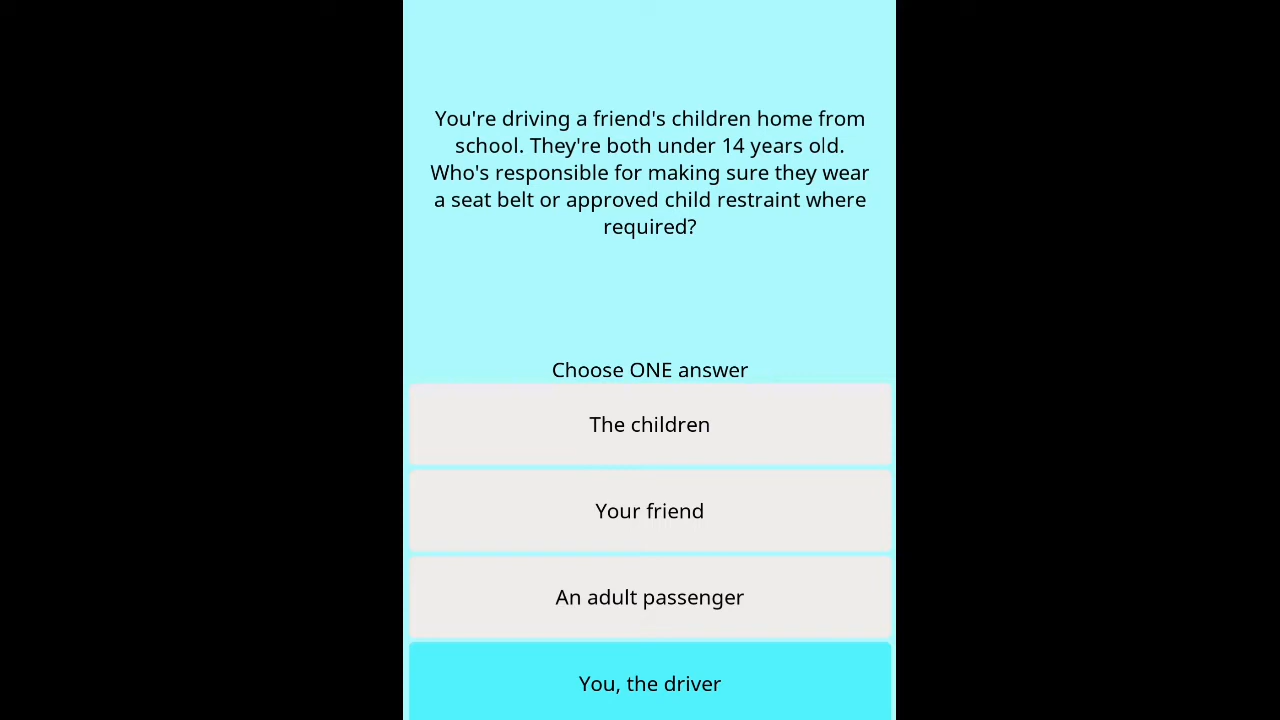 You're driving a friend's children home from
school. They're both under 14 years old.
Who's responsible for making sure they wear
a seat belt or approved child restraint where
required?
Choose ONE answer
The children
Your friend
An adult passenger
You, the driver